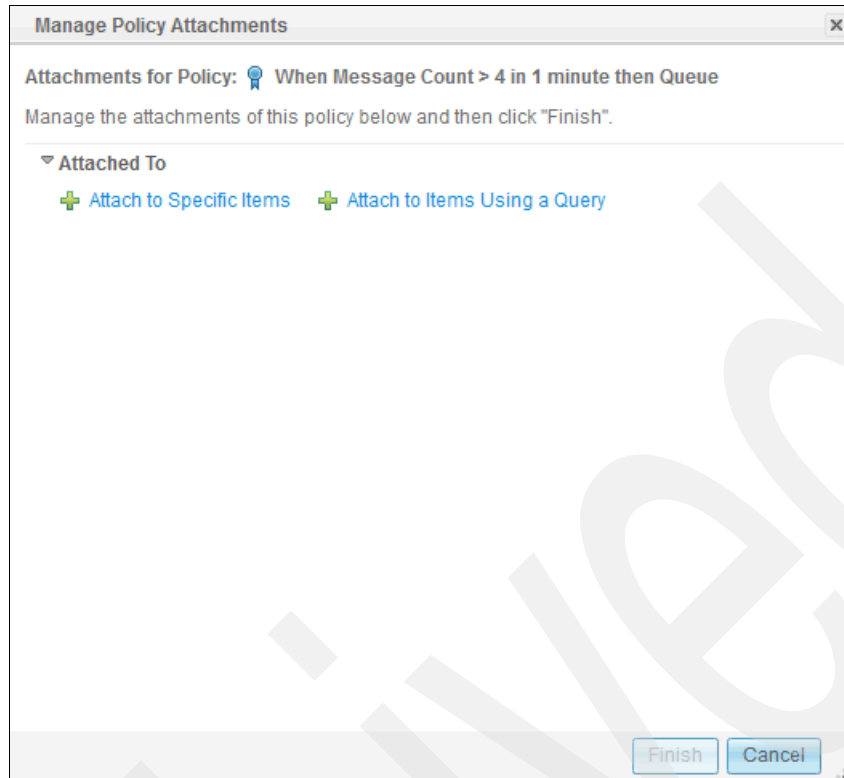 Manage Policy Attachments
Attachments for Policy: When Message Count > 4 in 1 minute then Queue
Manage the attachments of this policy below and then click "Finish".
Attached To
Attach to Specific Items Attach to Items Using a Query
Finish Cancel